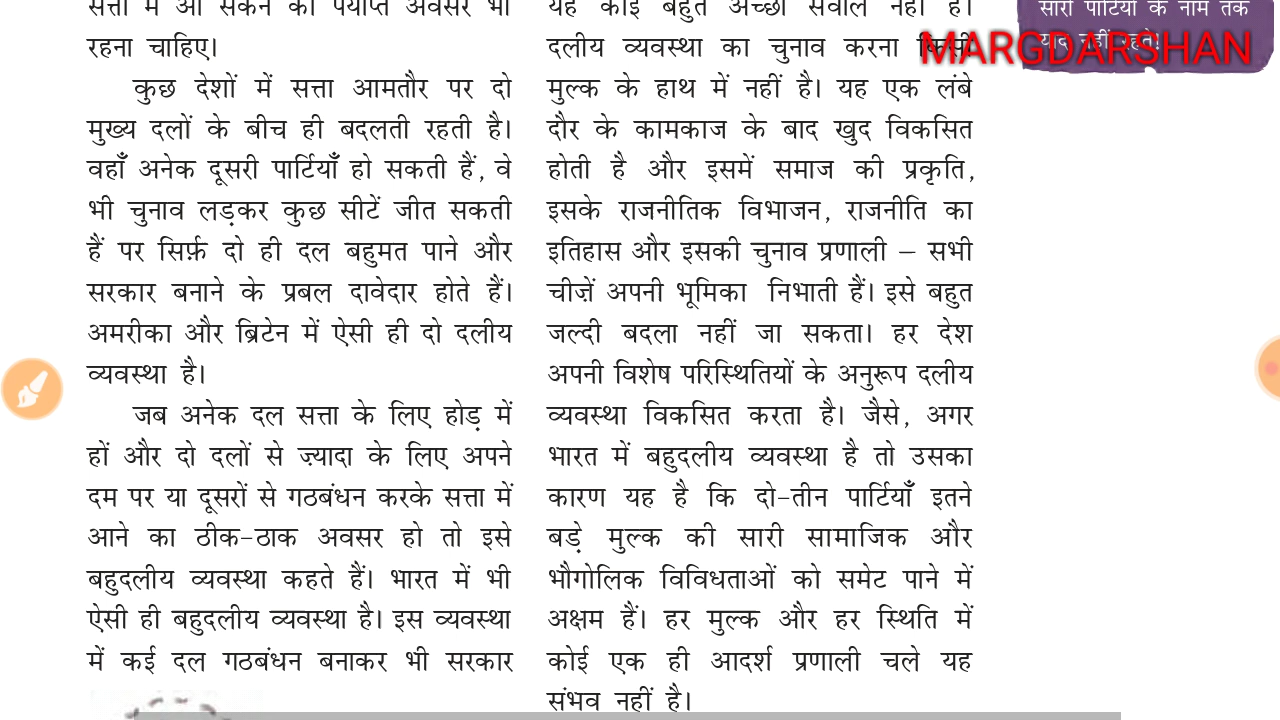 सत्ता में आ सकने का पर्याप्त अवसर भी
रहना चाहिए।
कुछ देशों में सत्ता आमतौर पर दो
मुख्य दलों के बीच ही बदलती रहती है।
वहाँ अनेक दूसरी पार्टियाँ हो सकती हैं, वे
भी चुनाव लड़कर कुछ सीटें जीत सकती
हैं पर सिर्फ़ दो ही दल बहुमत पाने और
सरकार बनाने के प्रबल दावेदार होते हैं।
अमरीका और ब्रिटेन में ऐसी ही दो दलीय
व्यवस्था है।
जब अनेक दल सत्ता के लिए होड़ में
हों और दो दलों से ज़्यादा के लिए अपने
दम पर या दूसरों से गठबंधन करके सत्ता में
आने का ठीक-ठाक अवसर हो तो इसे
बहुदलीय व्यवस्था कहते हैं। भारत में भी
ऐसी ही बहुदलीय व्यवस्था है। इस व्यवस्था
में कई दल गठबंधन बनाकर भी सरकार
यह कोई बहुत अच्छा सवाल नहीं है।
दलीय व्यवस्था का चुनाव करना किसी
मुल्क के हाथ में नहीं है। यह एक लंबे
दौर के कामकाज के बाद खुद विकसित
होती है और इसमें समाज की प्रकृति,
इसके राजनीतिक विभाजन, राजनीति का
इतिहास और इसकी चुनाव प्रणाली – सभी
चीज़ें अपनी भूमिका निभाती हैं। इसे बहुत
जल्दी बदला नहीं जा सकता। हर देश
अपनी विशेष परिस्थितियों के अनुरूप दलीय
व्यवस्था विकसित करता है। जैसे, अगर
भारत में बहुदलीय व्यवस्था है तो उसका
कारण यह है कि दो-तीन पार्टियाँ इतने
बड़े मुल्क की सारी सामाजिक और
भौगोलिक विविधताओं को समेट पाने में
अक्षम हैं। हर मुल्क और हर स्थिति में
कोई एक ही आदर्श प्रणाली चले यह
संभव नहीं है।
सारी पार्टियों के नाम तक
याद नहीं रहते!
MARGDARSHAN